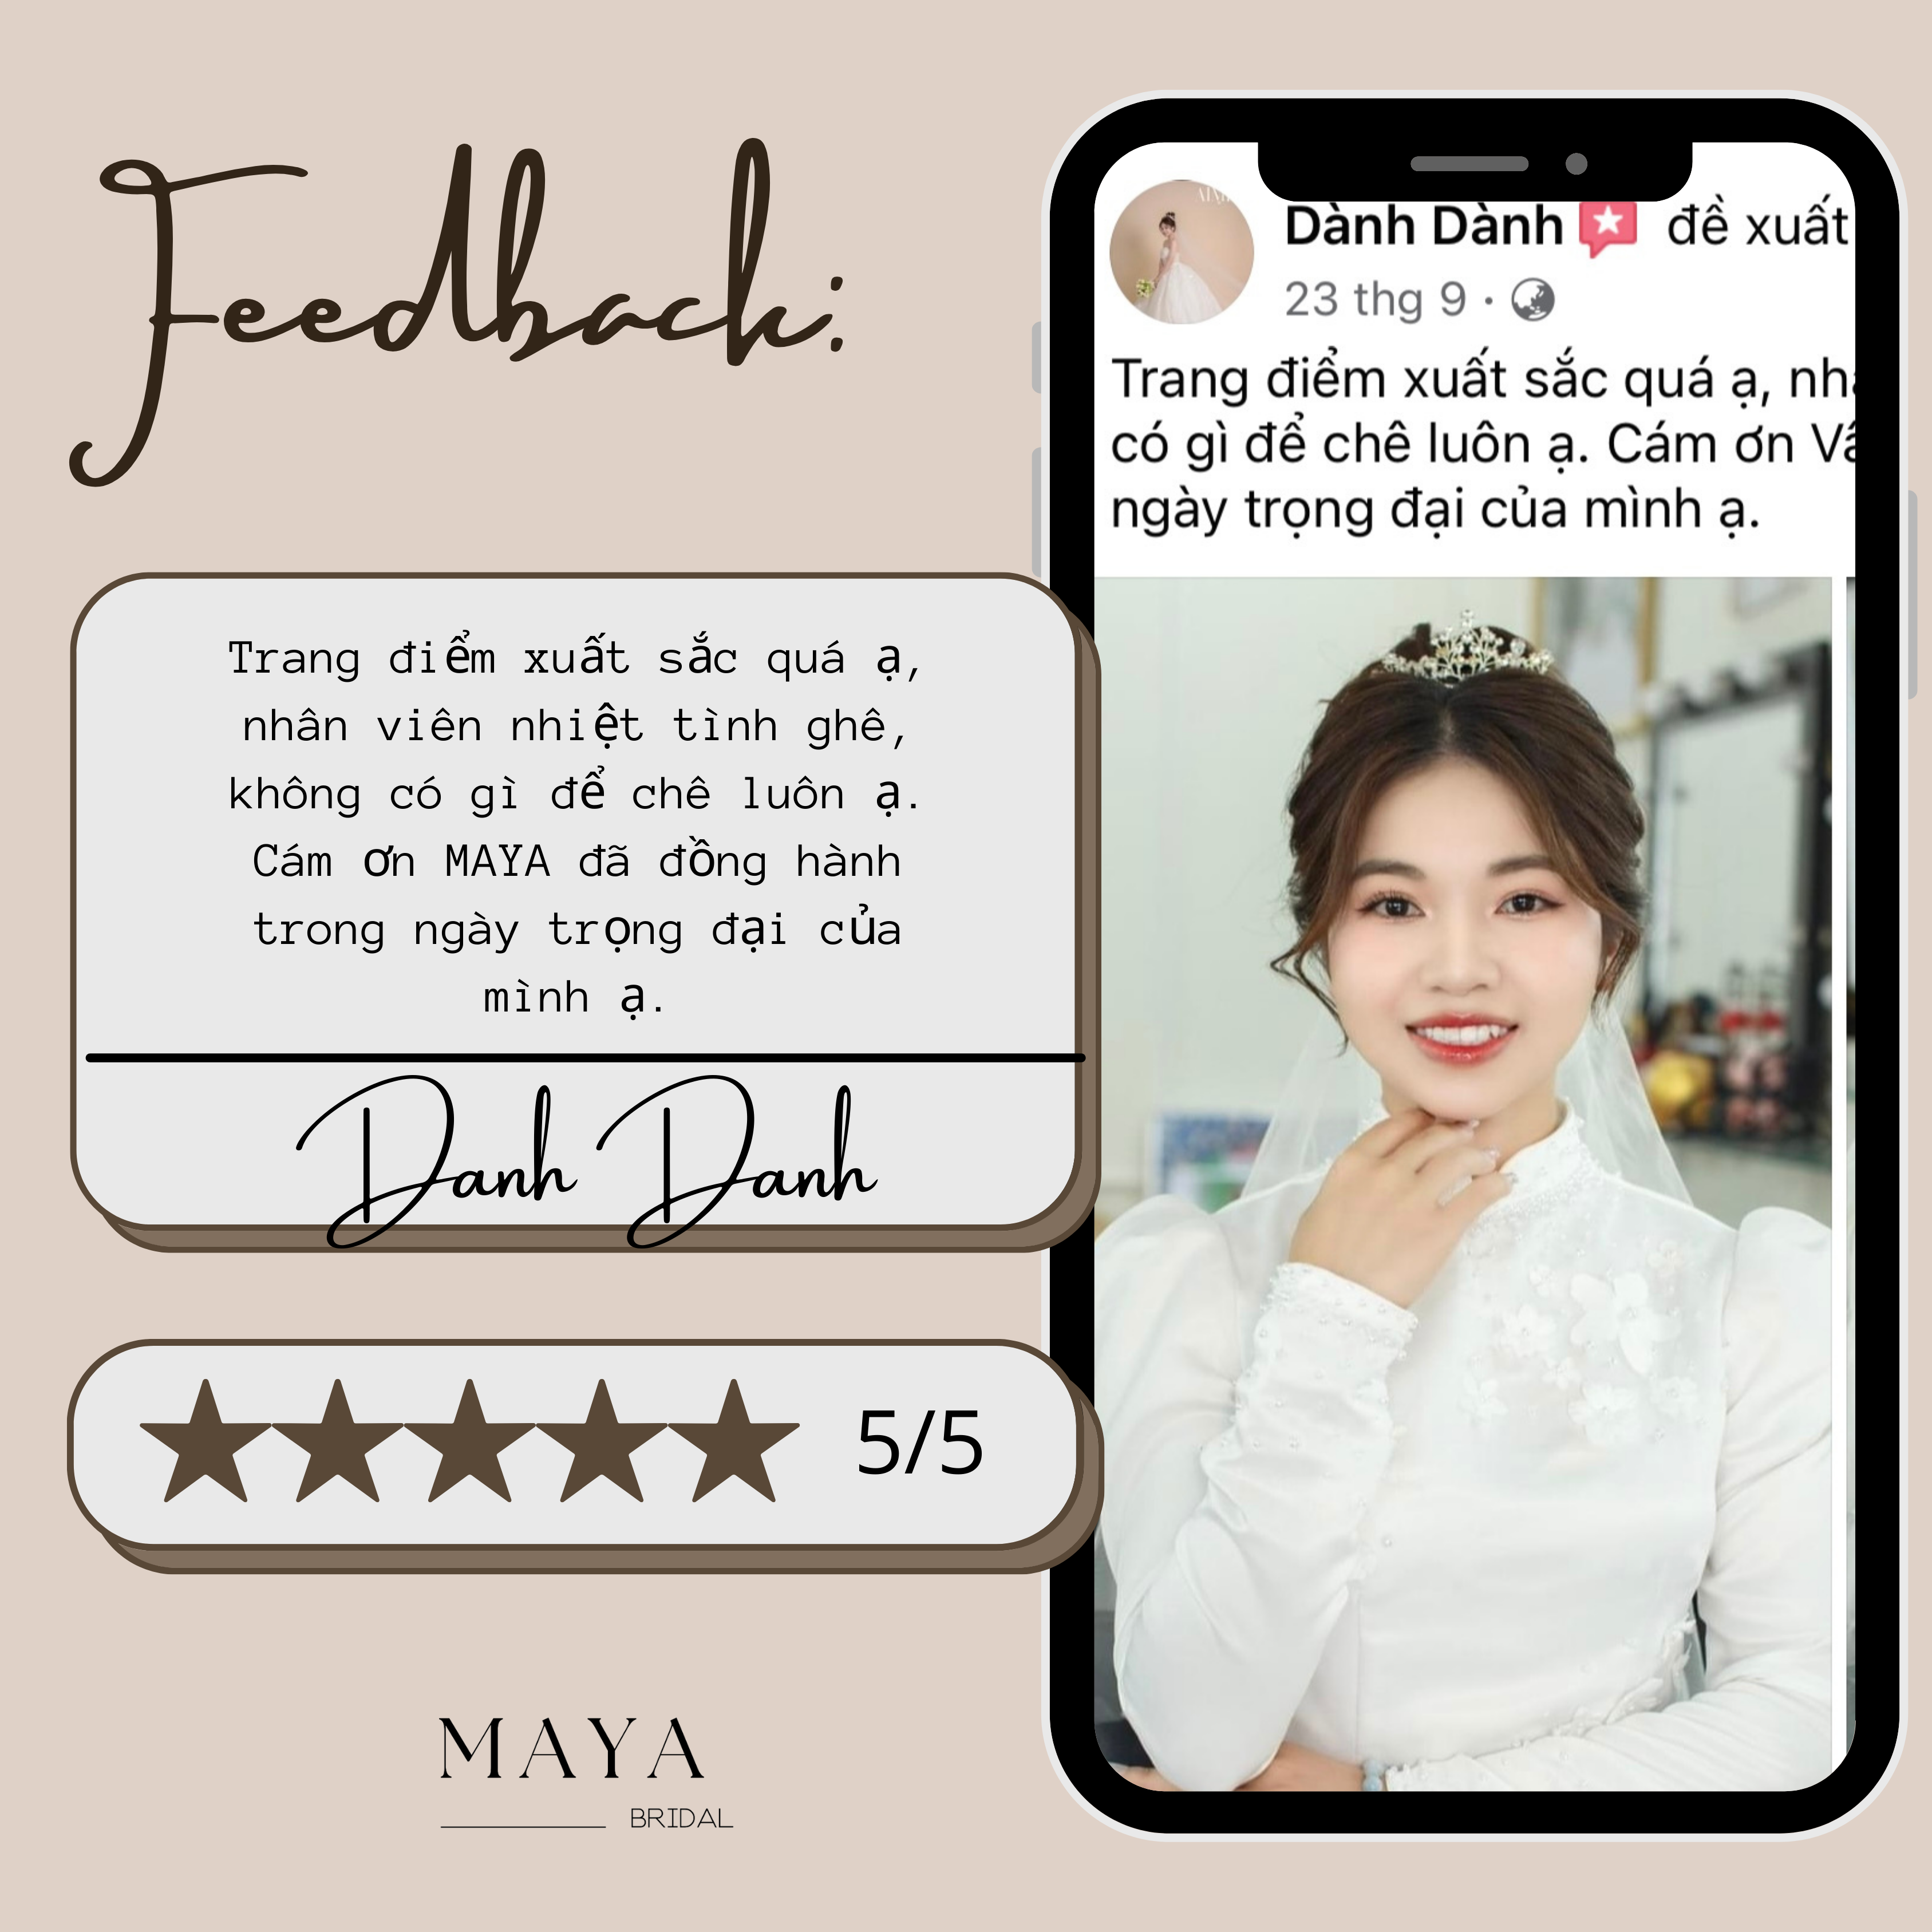 Feedback:
Trang điểm xuất sắc quá ạ,
nhân viên nhiệt tình ghê,
không có gì để chê luôn ạ.
Cám ơn MAYA đã đồng hành
trong ngày trọng đại của
mình ạ.
Danh Danh
5/5
MAYA
BRIDAL
Dành Dành đề xuất
23 thg 9 ·
Trang điểm xuất sắc quá ạ,
có gì để chê luôn ạ. Cám ơn
ngày trọng đại của mình ạ.